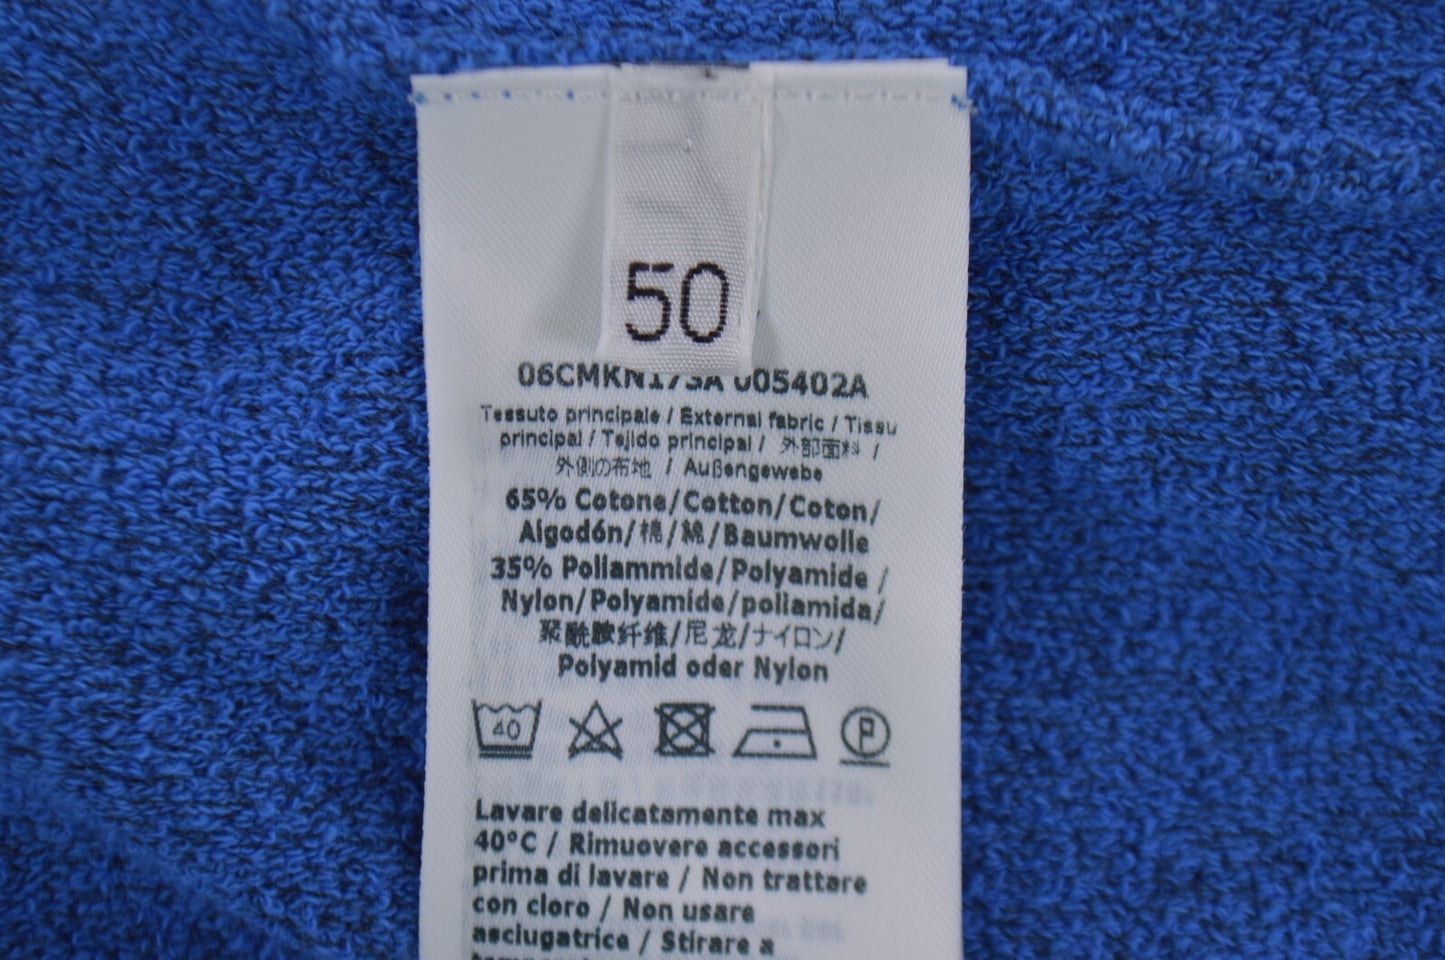 50
06CMKN173A 005402A
Tessuto principale / External fabric / Tissu
principal / Tejido principal / 外部面料 /
外側の布地 / Außengewebe
65% Cotone/Cotton/Coton/
Algodón/棉/綿/Baumwolle
35% Poliammide/Polyamide /
Nylon/Polyamide/poliamida/
聚酰胺纤维/尼龙/ナイロン/
Polyamid oder Nylon
40
P
Lavare delicatamente max
40°C / Rimuovere accessori
prima di lavare / Non trattare
con cloro / Non usare
asciugatrice / Stirare a